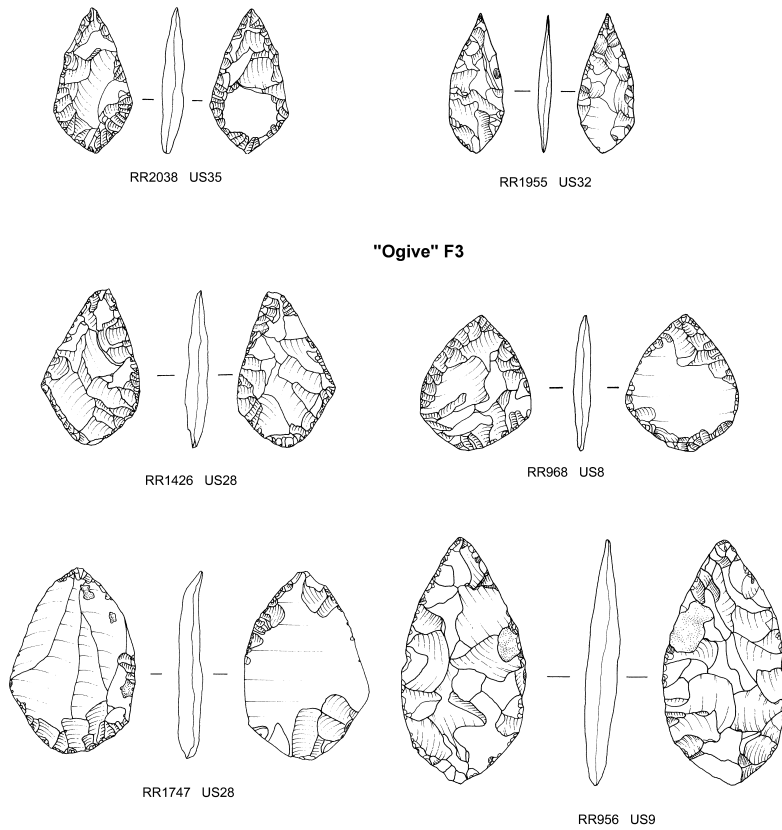 RR2038 US35
RR1955 US32
"Ogive" F3
RR1426 US28
RR968 US8
RR1747 US28
RR956 US9